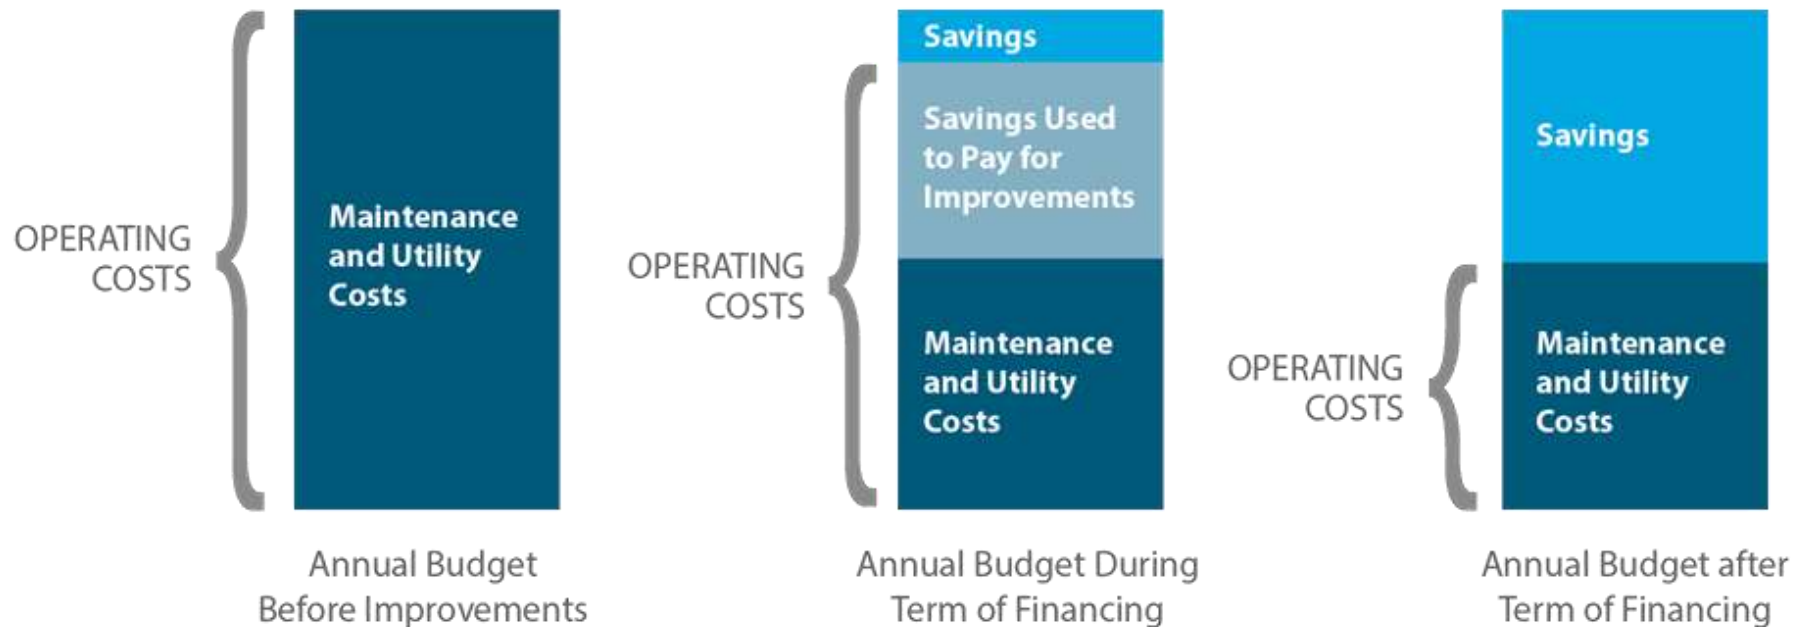 OPERATING
COSTS
Maintenance
and Utility
Costs
Annual Budget
Before Improvements
OPERATING
COSTS
Savings
Savings Used
to Pay for
Improvements
Maintenance
and Utility
Costs
Annual Budget During
Term of Financing
OPERATING
COSTS
Savings
Maintenance
and Utility
Costs
Annual Budget after
Term of Financing